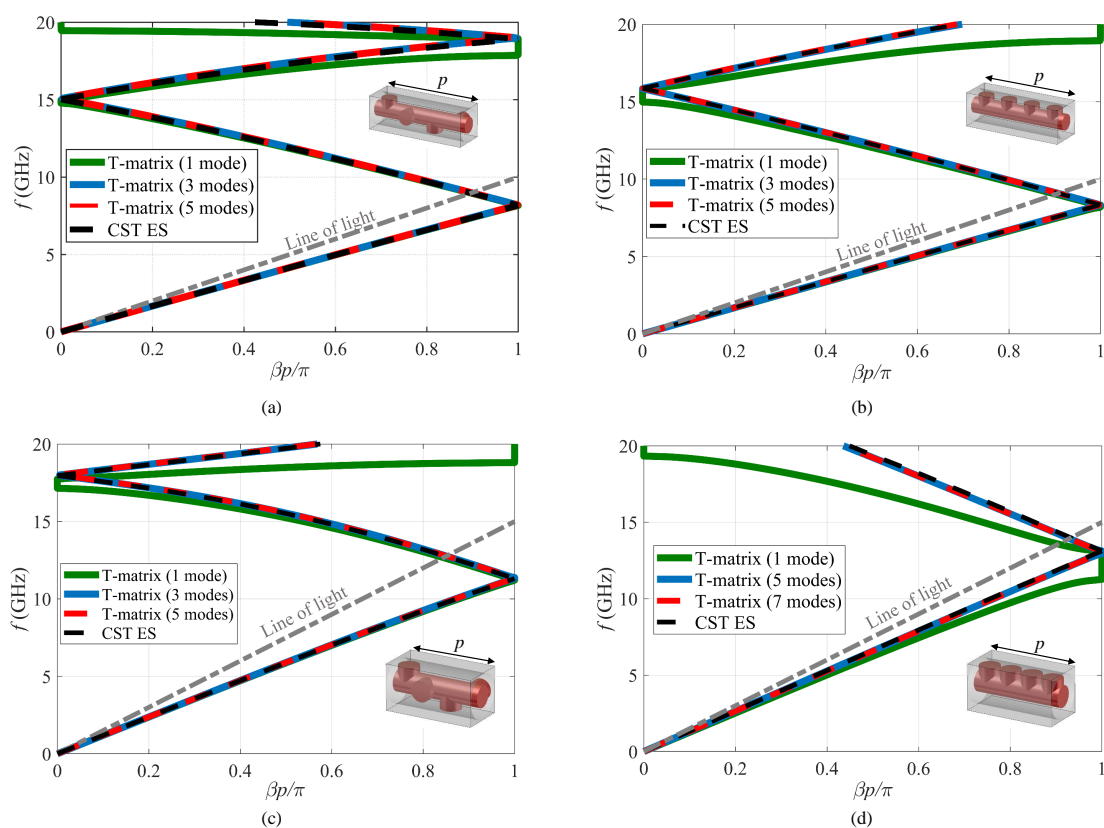 20
15
10
5
0
f (GHz)
p
T-matrix (1 mode)
T-matrix (3 modes)
T-matrix (5 modes)
CST ES
Line of light
0 0.2 0.4 0.6 0.8 1
βp/π
(a)
20
15
10
5
0
f (GHz)
p
T-matrix (1 mode)
T-matrix (3 modes)
T-matrix (5 modes)
CST ES
Line of light
0 0.2 0.4 0.6 0.8 1
βp/π
(b)
20
15
10
5
0
f (GHz)
T-matrix (1 mode)
T-matrix (3 modes)
T-matrix (5 modes)
CST ES
Line of light
p
0 0.2 0.4 0.6 0.8 1
βp/π
(c)
20
15
10
5
0
f (GHz)
T-matrix (1 mode)
T-matrix (5 modes)
T-matrix (7 modes)
CST ES
Line of light
p
0 0.2 0.4 0.6 0.8 1
βp/π
(d)